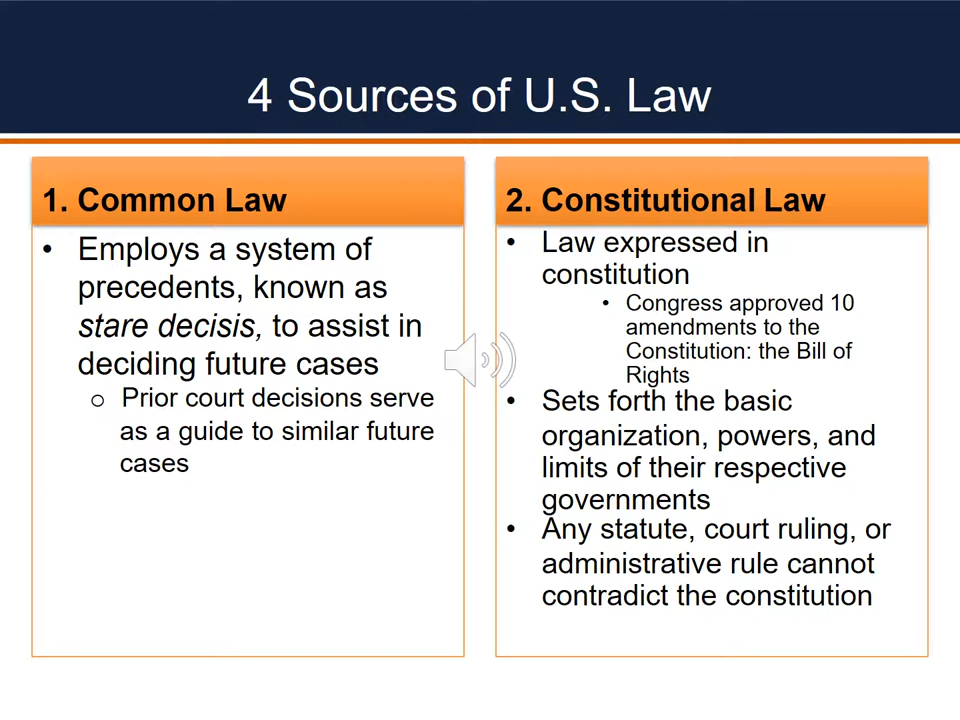 4 Sources of U.S. Law
1. Common Law
• Employs a system of
precedents, known as
stare decisis, to assist in
deciding future cases
o Prior court decisions serve
as a guide to similar future
cases
2. Constitutional Law
• Law expressed in
constitution
• Congress approved 10
amendments to the
Constitution: the Bill of
Rights
• Sets forth the basic
organization, powers, and
limits of their respective
governments
• Any statute, court ruling, or
administrative rule cannot
contradict the constitution